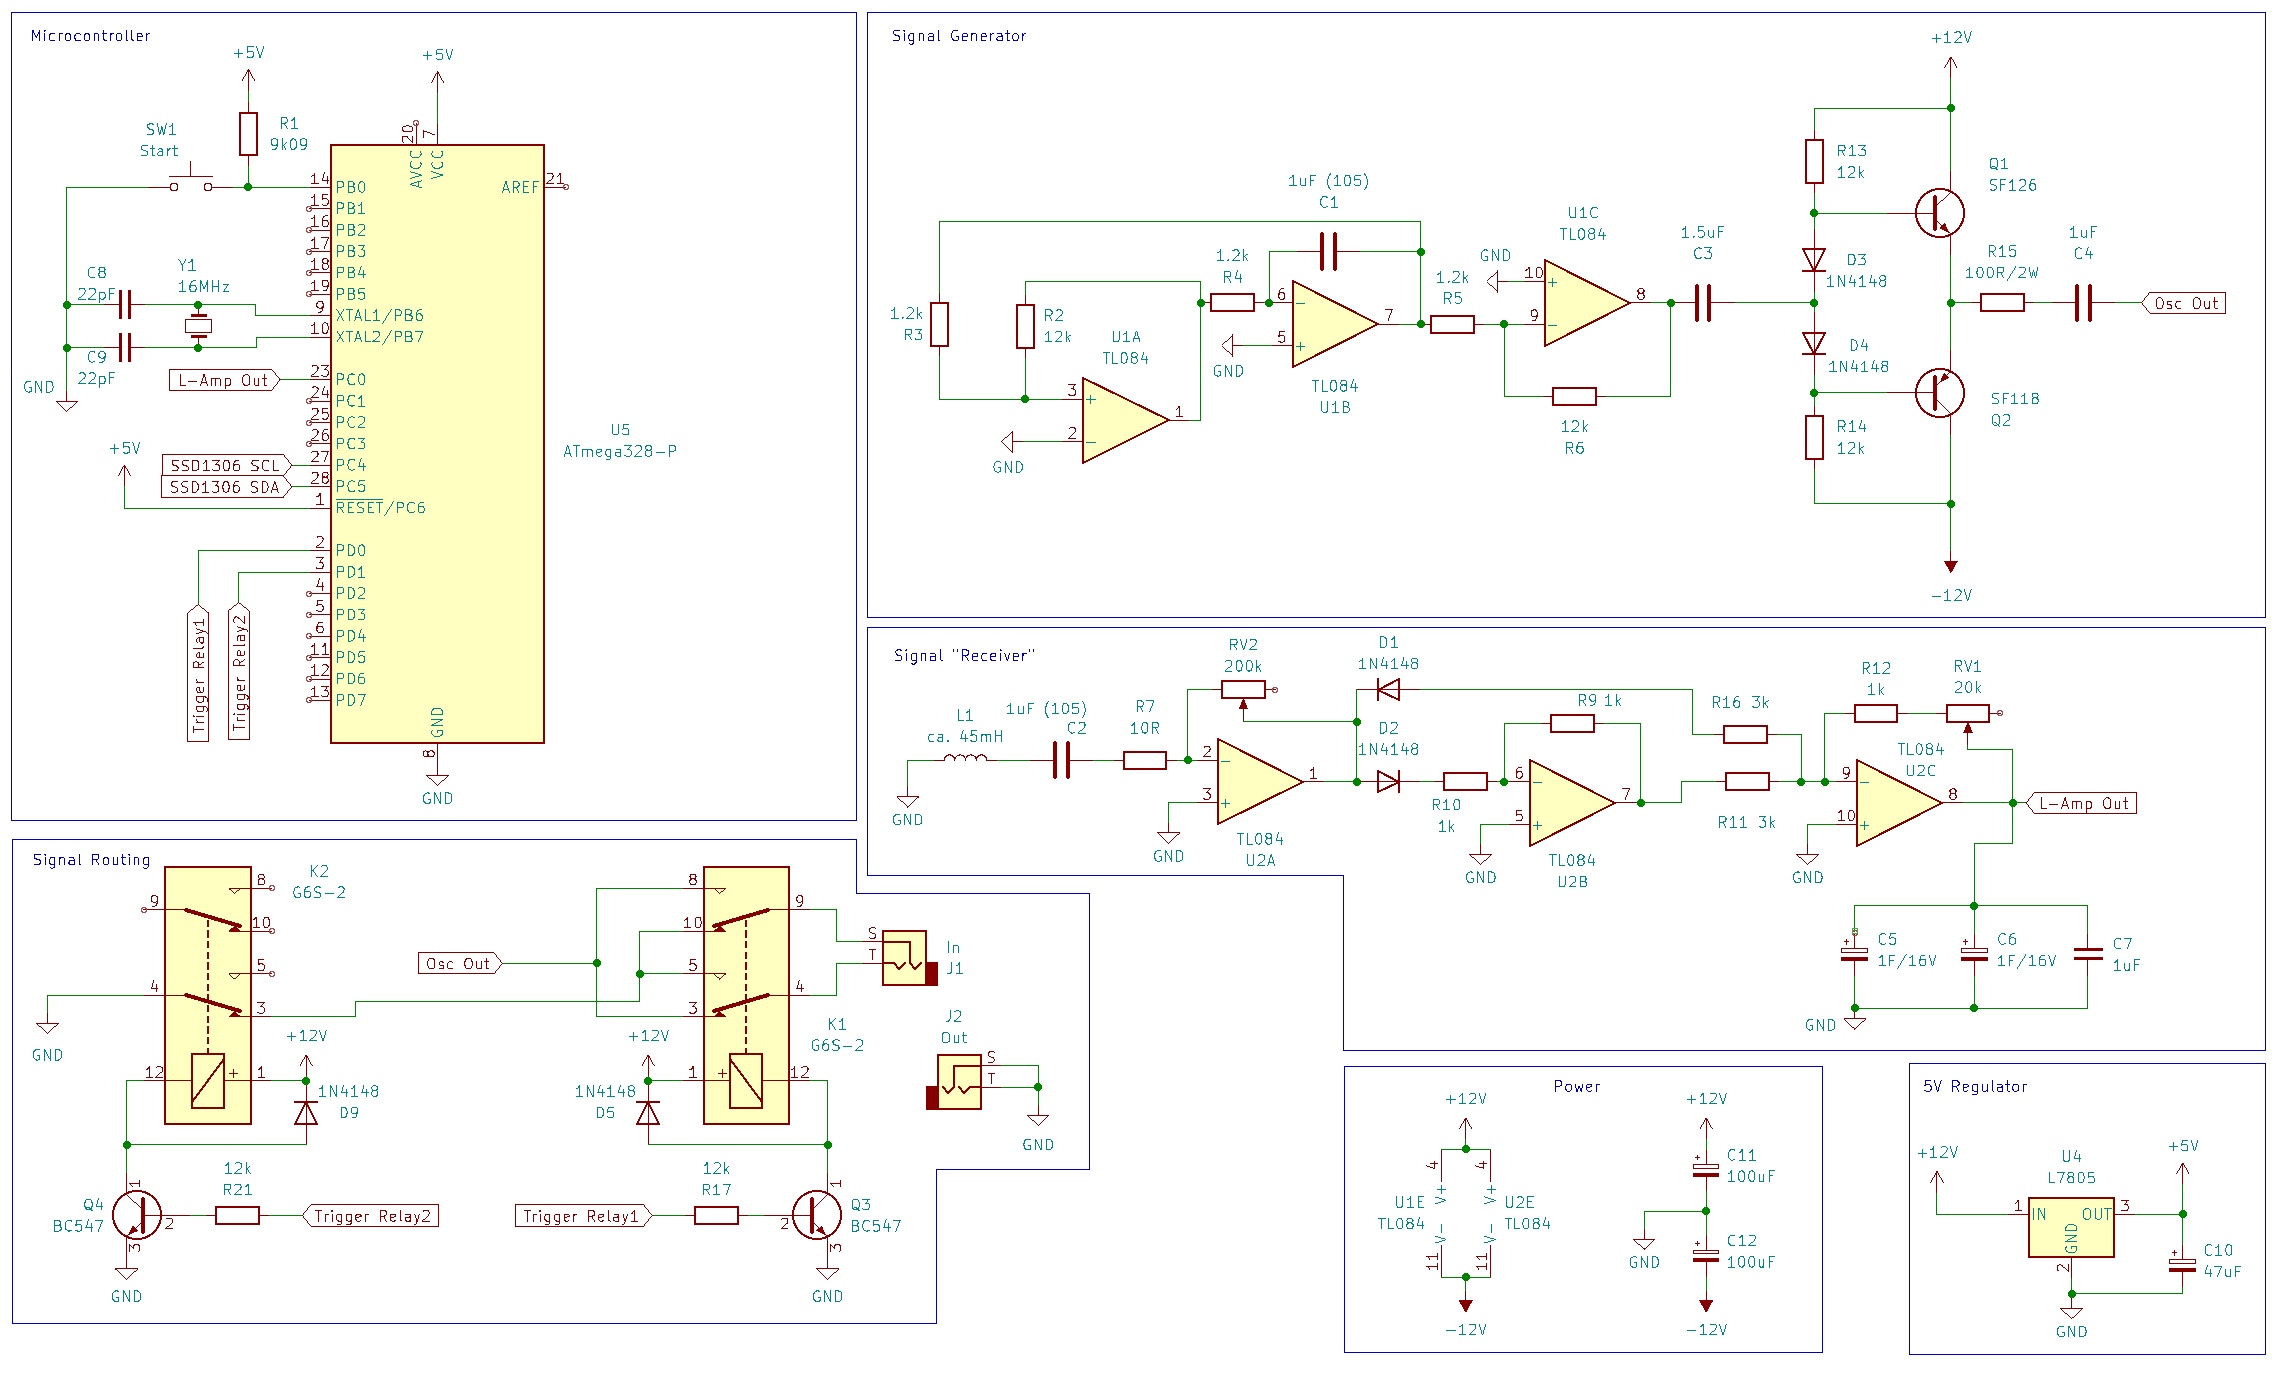 Microcontroller
+5V
+5V
R1
9k09
SW1
Start
20
7
AVCC
VCC
14 PB0
AREF 21
15 PB1
16 PB2
17 PB3
18 PB4
19 PB5
9 XTAL1/PB6
10 XTAL2/PB7
C8
22pF
Y1
16MHz
C9
22pF
GND
L-Amp Out
23 PC0
24 PC1
25 PC2
26 PC3
SSD1306 SCL
27 PC4
SSD1306 SDA
28 PC5
+5V
1 RESET/PC6
U5
ATmega328-P
2 PD0
3 PD1
4 PD2
5 PD3
6 PD4
11 PD5
12 PD6
13 PD7
Trigger Relay1
Trigger Relay2
GND
8
GND
Signal Generator
+12V
R13
12k
Q1
SF126
1uF (105)
C1
U1C
TL084
1.5uF
C3
D3
1N4148
R15
100R/2W
1uF
C4
Osc Out
1.2k
R4
GND
10
+
8
9
−
1.2k
R5
6
−
7
5
+
GND
TL084
U1B
12k
R6
1.2k
R3
R2
12k
U1A
TL084
3
+
1
2
−
GND
D4
1N4148
SF118
Q2
R14
12k
-12V
Signal "Receiver"
RV2
200k
D1
1N4148
L1
ca. 45mH
1uF (105)
C2
R7
10R
D2
1N4148
R9 1k
R16 3k
R12
1k
RV1
20k
2
−
1
3
+
GND
GND
TL084
U2A
R10
1k
6
−
7
5
+
GND
TL084
U2B
R11 3k
TL084
U2C
9
−
8
10
+
GND
L-Amp Out
+
C5
1F/16V
+
C6
1F/16V
C7
1uF
GND
Signal Routing
K2
G6S-2
8
9
10
5
4
3
12
+
1
GND
+12V
1N4148
D9
Q4
BC547
1
2
3
12k
R21
Trigger Relay2
GND
Osc Out
8
9
10
5
4
3
1
+
12
K1
G6S-2
+12V
1N4148
D5
S
T
In
J1
J2
Out
S
T
GND
Trigger Relay1
12k
R17
1
2
3
Q3
BC547
GND
Power
+12V
+12V
4
4
V+
V+
U1E
TL084
U2E
TL084
V−
V−
11
11
-12V
+
C11
100uF
GND
+
C12
100uF
-12V
5V Regulator
+12V
U4
L7805
+5V
1
IN
OUT
3
GND
2
+
C10
47uF
GND